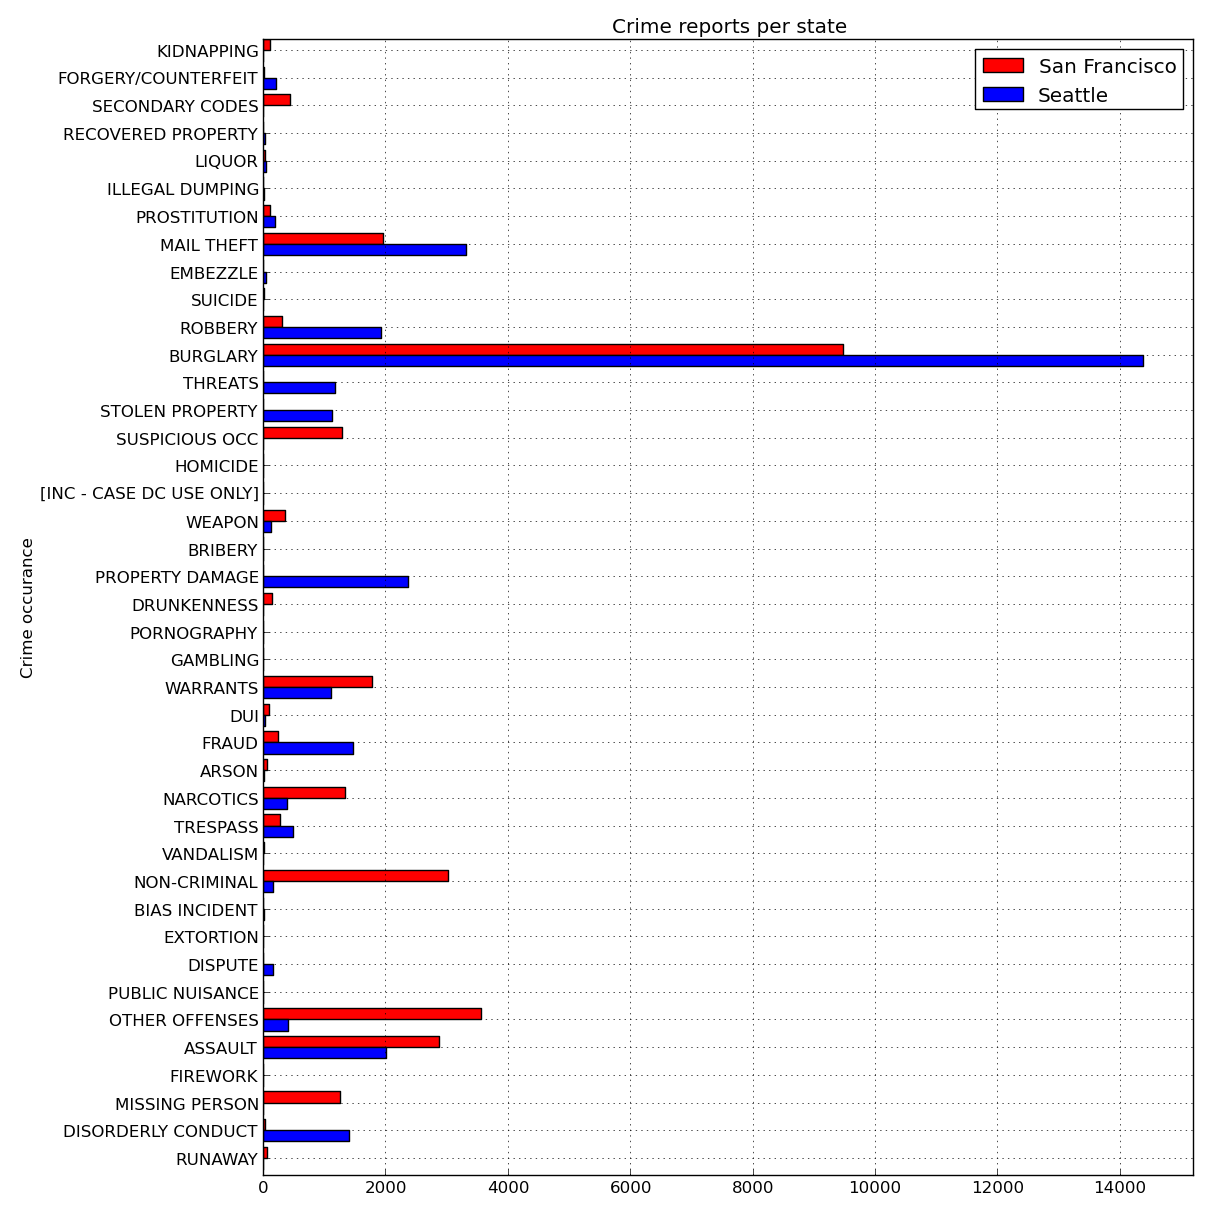 Crime reports per state
San Francisco
Seattle
Crime occurance
KIDNAPPING
FORGERY/COUNTERFEIT
SECONDARY CODES
RECOVERED PROPERTY
LIQUOR
ILLEGAL DUMPING
PROSTITUTION
MAIL THEFT
EMBEZZLE
SUICIDE
ROBBERY
BURGLARY
THREATS
STOLEN PROPERTY
SUSPICIOUS OCC
HOMICIDE
[INC - CASE DC USE ONLY]
WEAPON
BRIBERY
PROPERTY DAMAGE
DRUNKENNESS
PORNOGRAPHY
GAMBLING
WARRANTS
DUI
FRAUD
ARSON
NARCOTICS
TRESPASS
VANDALISM
NON-CRIMINAL
BIAS INCIDENT
EXTORTION
DISPUTE
PUBLIC NUISANCE
OTHER OFFENSES
ASSAULT
FIREWORK
MISSING PERSON
DISORDERLY CONDUCT
RUNAWAY
0 2000 4000 6000 8000 10000 12000 14000